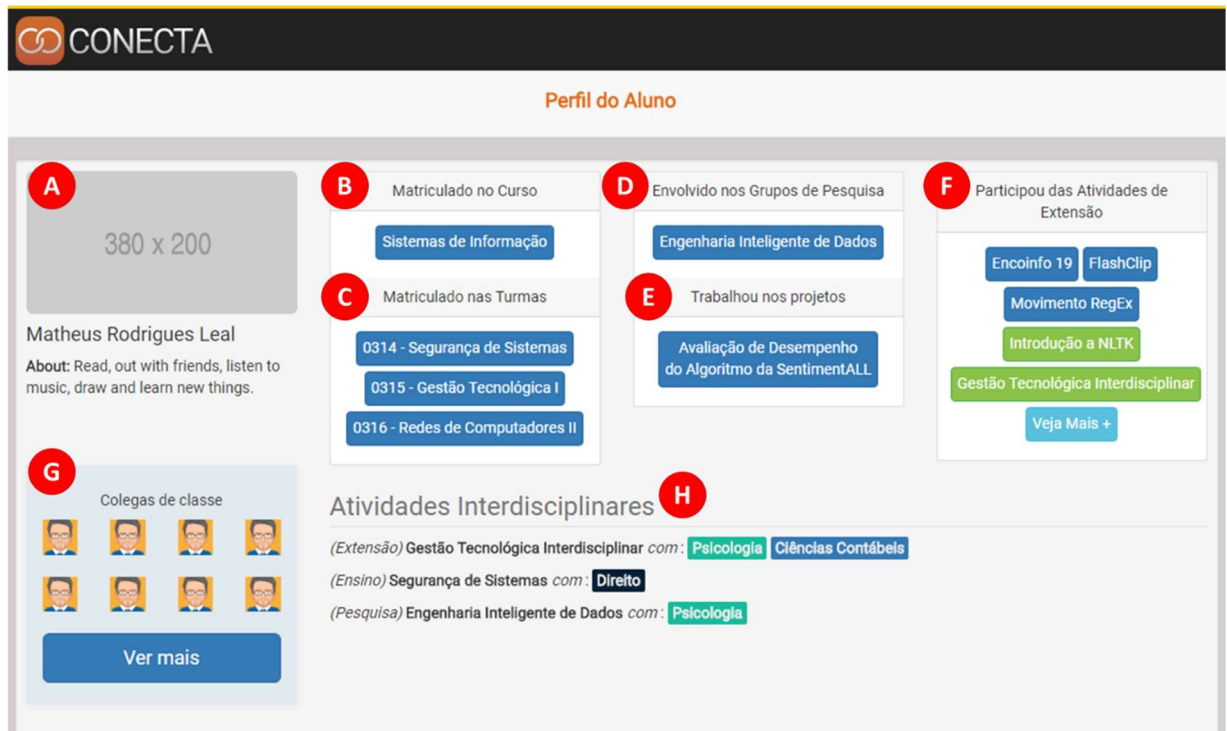 CONECTA
Perfil do Aluno
A
380 x 200
Matheus Rodrigues Leal
About: Read, out with friends, listen to
music, draw and learn new things.
B
Matriculado no Curso
Sistemas de Informação
C
Matriculado nas Turmas
0314 - Segurança de Sistemas
0315 - Gestão Tecnológica I
0316 - Redes de Computadores II
D
Envolvido nos Grupos de Pesquisa
Engenharia Inteligente de Dados
E
Trabalhou nos projetos
Avaliação de Desempenho
do Algoritmo da SentimentALL
F
Participou das Atividades de
Extensão
Encoinfo 19 FlashClip
Movimento RegEx
Introdução a NLTK
Gestão Tecnológica Interdisciplinar
Veja Mais +
G
Colegas de classe
Ver mais
Atividades Interdisciplinares H
(Extensão) Gestão Tecnológica Interdisciplinar com : Psicologia Ciências Contábeis
(Ensino) Segurança de Sistemas com : Direito
(Pesquisa) Engenharia Inteligente de Dados com : Psicologia